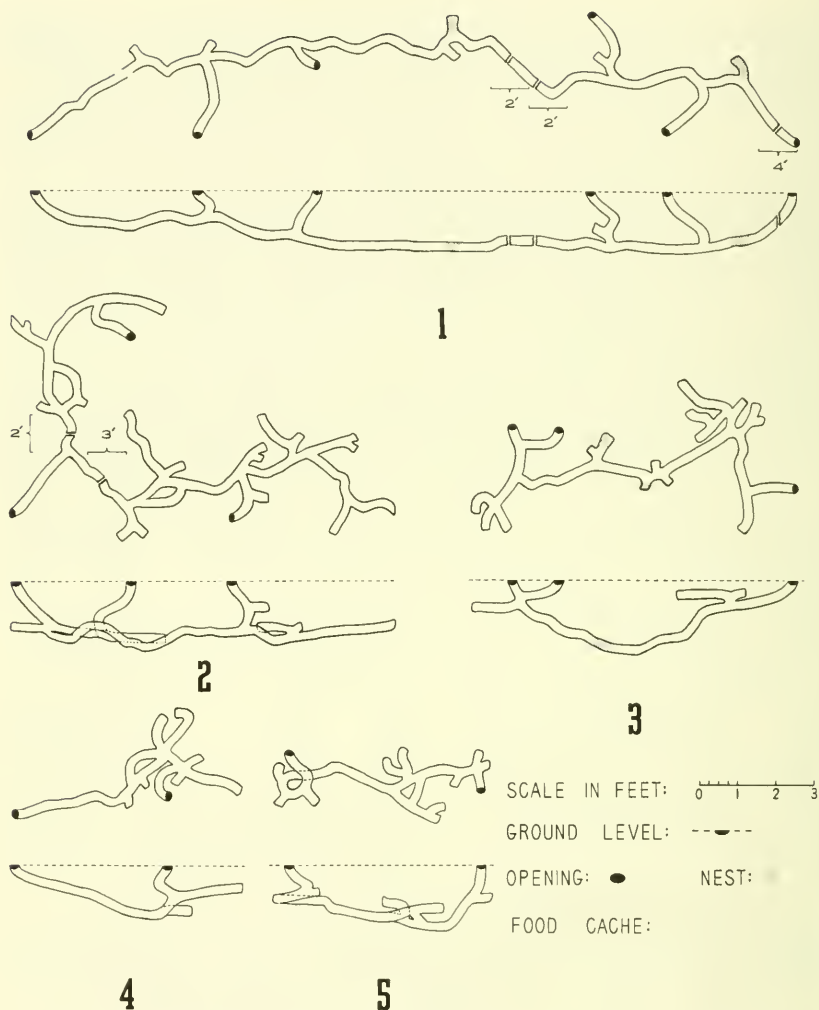 2'
2'
4'
1
2'
3'
2
3
SCALE IN FEET: 0 1 2 3
GROUND LEVEL:
OPENING: NEST:
FOOD CACHE:
4
5